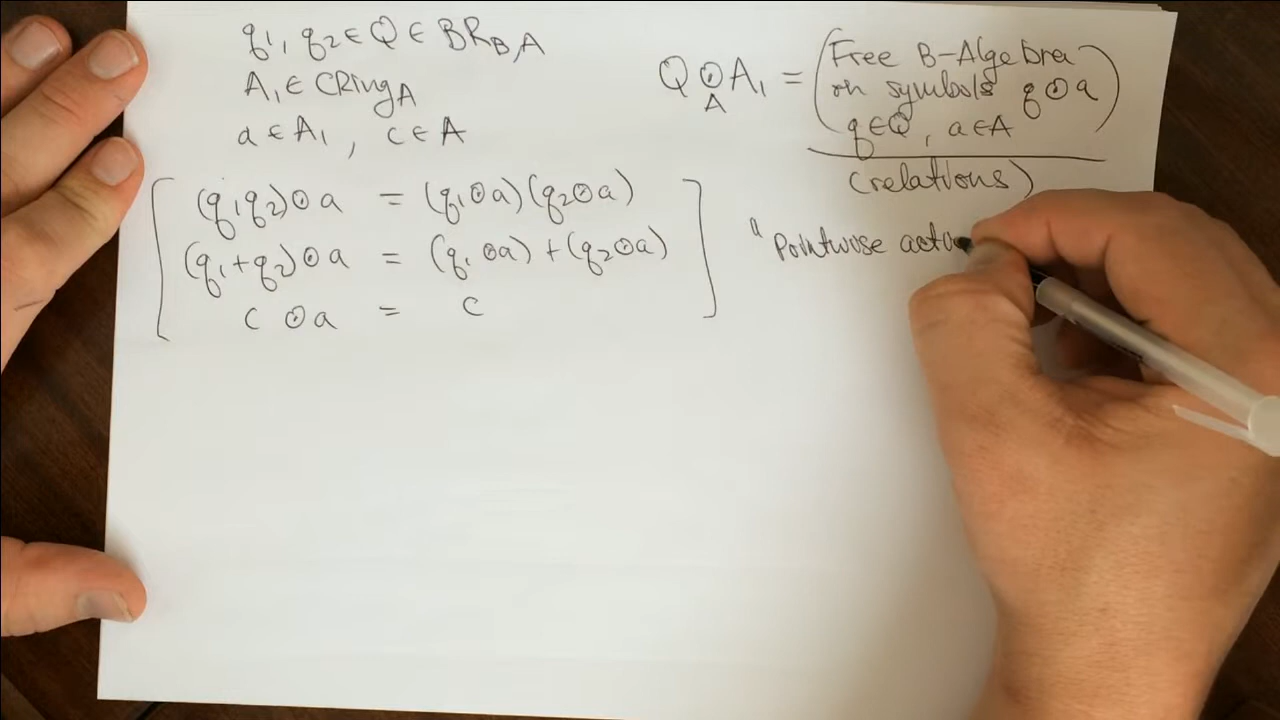 q₁, q₂ ∈ Q ∈ BR_{B,A}
A₁ ∈ CRing_A
a ∈ A₁ , c ∈ A
(q₁q₂)⊙a = (q₁⊙a)(q₂⊙a)
(q₁+q₂)⊙a = (q₁⊙a)+(q₂⊙a)
c ⊙a = c
Q ⊙_A A₁ = (Free B-Algebra
on symbols q⊙a
q∈Q, a∈A)
(relations)
"Pointwise actio